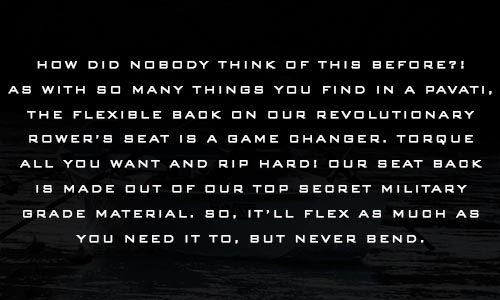 HOW DID NOBODY THINK OF THIS BEFORE?!
AS WITH SO MANY THINGS YOU FIND IN A PAVATI,
THE FLEXIBLE BACK ON OUR REVOLUTIONARY
ROWER'S SEAT IS A GAME CHANGER. TORQUE
ALL YOU WANT AND RIP HARD! OUR SEAT BACK
IS MADE OUT OF OUR TOP SECRET MILITARY
GRADE MATERIAL. SO, IT'LL FLEX AS MUCH AS
YOU NEED IT TO, BUT NEVER BEND.